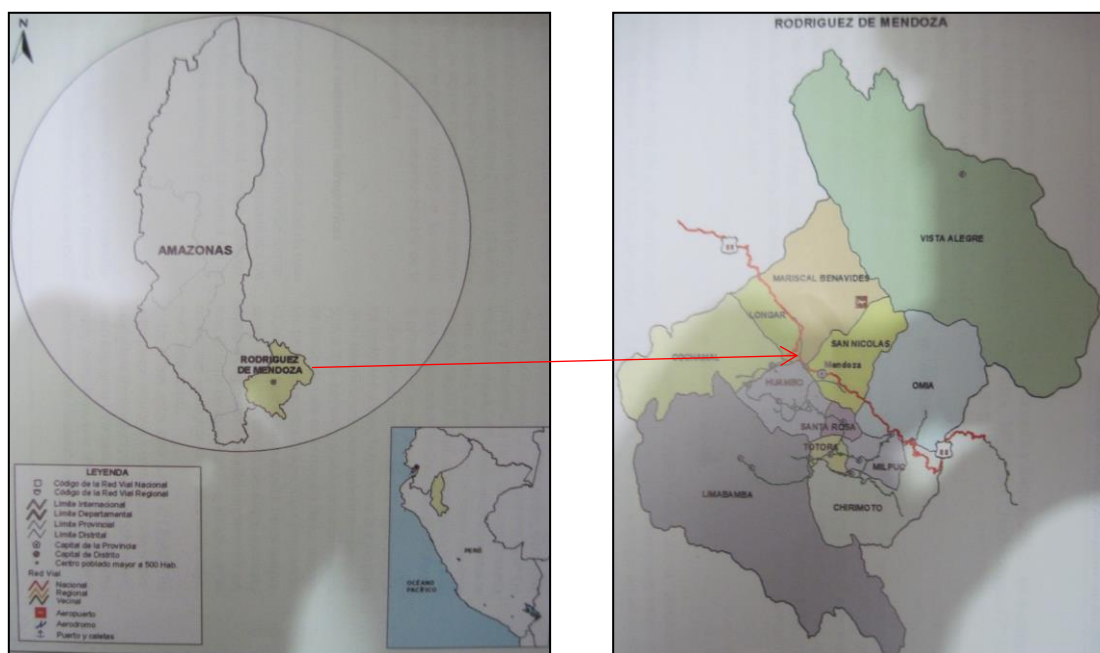 N
AMAZONAS
RODRIGUEZ
DE MENDOZA
LEYENDA
Código de la Red Vial Nacional
Código de la Red Vial Regional
Límite Internacional
Límite Departamental
Límite Provincial
Límite Distrital
Capital de la Provincia
Capital de Distrito
Centro poblado mayor a 500 Hab.
Red Vial
Nacional
Regional
Vecinal
Aeropuerto
Aerodromo
Puerto y caletas
PERÚ
OCÉANO
PACÍFICO
RODRIGUEZ DE MENDOZA
VISTA ALEGRE
MARISCAL BENAVIDES
LONGAR
SAN NICOLAS
COCHAMAL
Mendoza
HUAMBO
OMIA
SANTA ROSA
TOTORA
MILPUC
LIMABAMBA
CHIRIMOTO